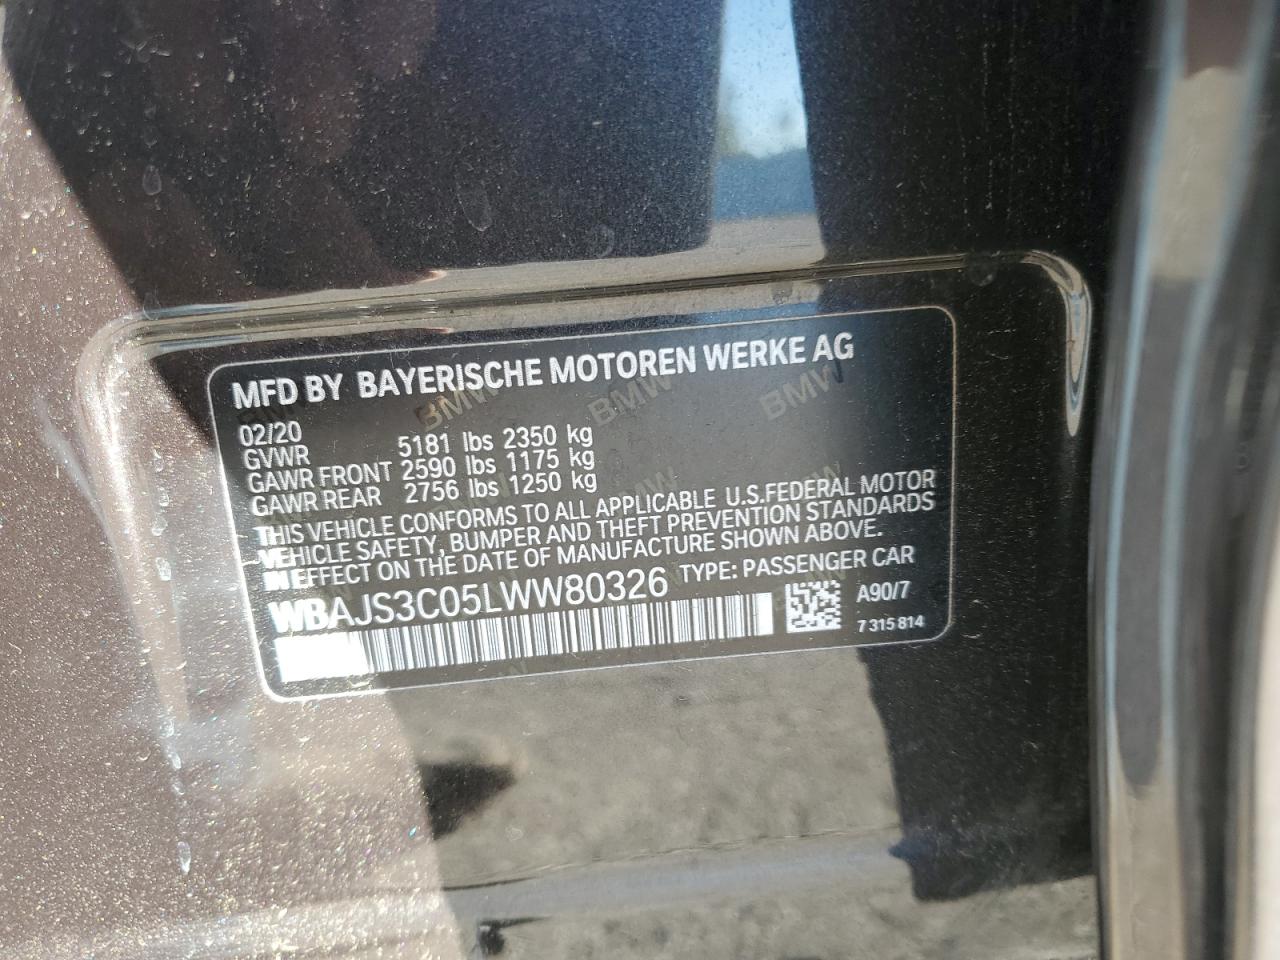 MFD BY BAYERISCHE MOTOREN WERKE AG
02/20
GVWR 5181 lbs 2350 kg
GAWR FRONT 2590 lbs 1175 kg
GAWR REAR 2756 lbs 1250 kg
THIS VEHICLE CONFORMS TO ALL APPLICABLE U.S.FEDERAL MOTOR
VEHICLE SAFETY, BUMPER AND THEFT PREVENTION STANDARDS
IN EFFECT ON THE DATE OF MANUFACTURE SHOWN ABOVE.
WBAJS3C05LWW80326 TYPE: PASSENGER CAR
A90/7
7 315 814
BMW BMW BMW